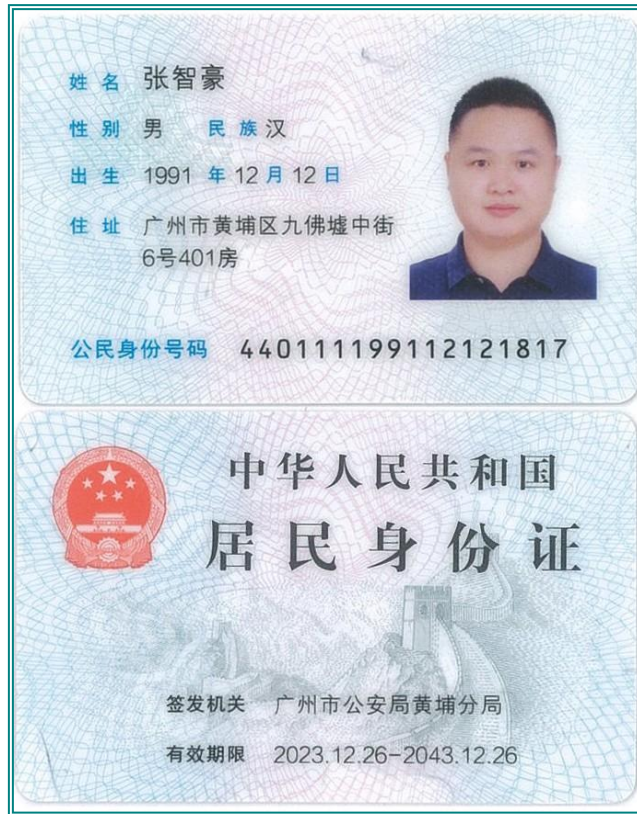 姓名 张智豪
性别 男 民族 汉
出生 1991 年 12 月 12 日
住址 广州市黄埔区九佛墟中街
6号401房
公民身份号码 440111199112121817
中华人民共和国
居民身份证
签发机关 广州市公安局黄埔分局
有效期限 2023.12.26-2043.12.26